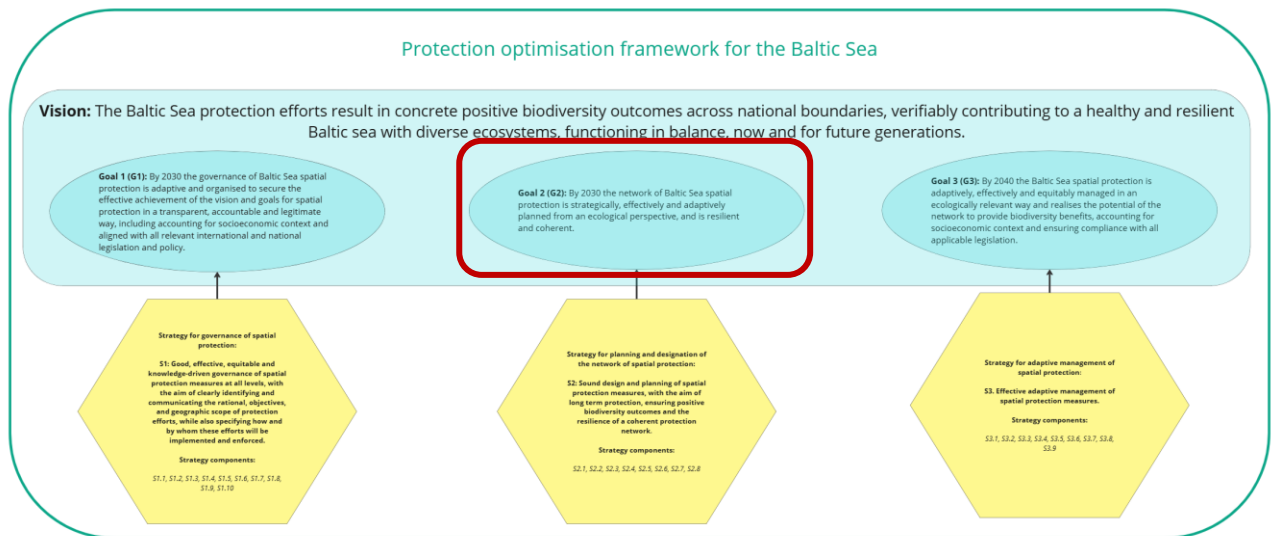 Protection optimisation framework for the Baltic Sea
Vision: The Baltic Sea protection efforts result in concrete positive biodiversity outcomes across national boundaries, verifiably contributing to a healthy and resilient
Baltic sea with diverse ecosystems, functioning in balance, now and for future generations.
Goal 1 (G1): By 2030 the governance of Baltic Sea spatial
protection is adaptive and organised to secure the
effective achievement of the vision and goals for spatial
protection in a transparent, accountable and legitimate
way, including accounting for socioeconomic context and
aligned with all relevant international and national
legislation and policy.
Goal 2 (G2): By 2030 the network of Baltic Sea spatial
protection is strategically, effectively and adaptively
planned from an ecological perspective, and is resilient
and coherent.
Goal 3 (G3): By 2040 the Baltic Sea spatial protection is
adaptively, effectively and equitably managed in an
ecologically relevant way and realises the potential of the
network to provide biodiversity benefits, accounting for
socioeconomic context and ensuring compliance with all
applicable legislation.
Strategy for governance of spatial
protection:
S1: Good, effective, equitable and
knowledge-driven governance of spatial
protection measures at all levels, with
the aim of clearly identifying and
communicating the rational, objectives,
and geographic scope of protection
efforts, while also specifying how and
by whom these efforts will be
implemented and enforced.
Strategy components:
S1.1, S1.2, S1.3, S1.4, S1.5, S1.6, S1.7, S1.8,
S1.9, S1.10
Strategy for planning and designation of
the network of spatial protection:
S2: Sound design and planning of spatial
protection measures, with the aim of
long term protection, ensuring positive
biodiversity outcomes and the
resilience of a coherent protection
network.
Strategy components:
S2.1, S2.2, S2.3, S2.4, S2.5, S2.6, S2.7, S2.8
Strategy for adaptive management of
spatial protection:
S3. Effective adaptive management of
spatial protection measures.
Strategy components:
S3.1, S3.2, S3.3, S3.4, S3.5, S3.6, S3.7, S3.8,
S3.9